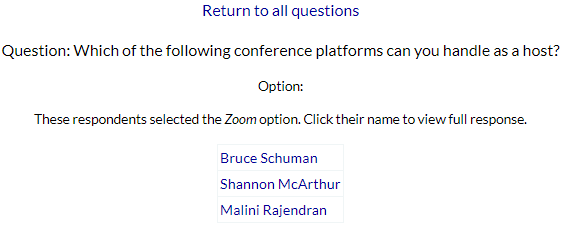 Return to all questions
Question: Which of the following conference platforms can you handle as a host?
Option:
These respondents selected the Zoom option. Click their name to view full response.
Bruce Schuman
Shannon McArthur
Malini Rajendran